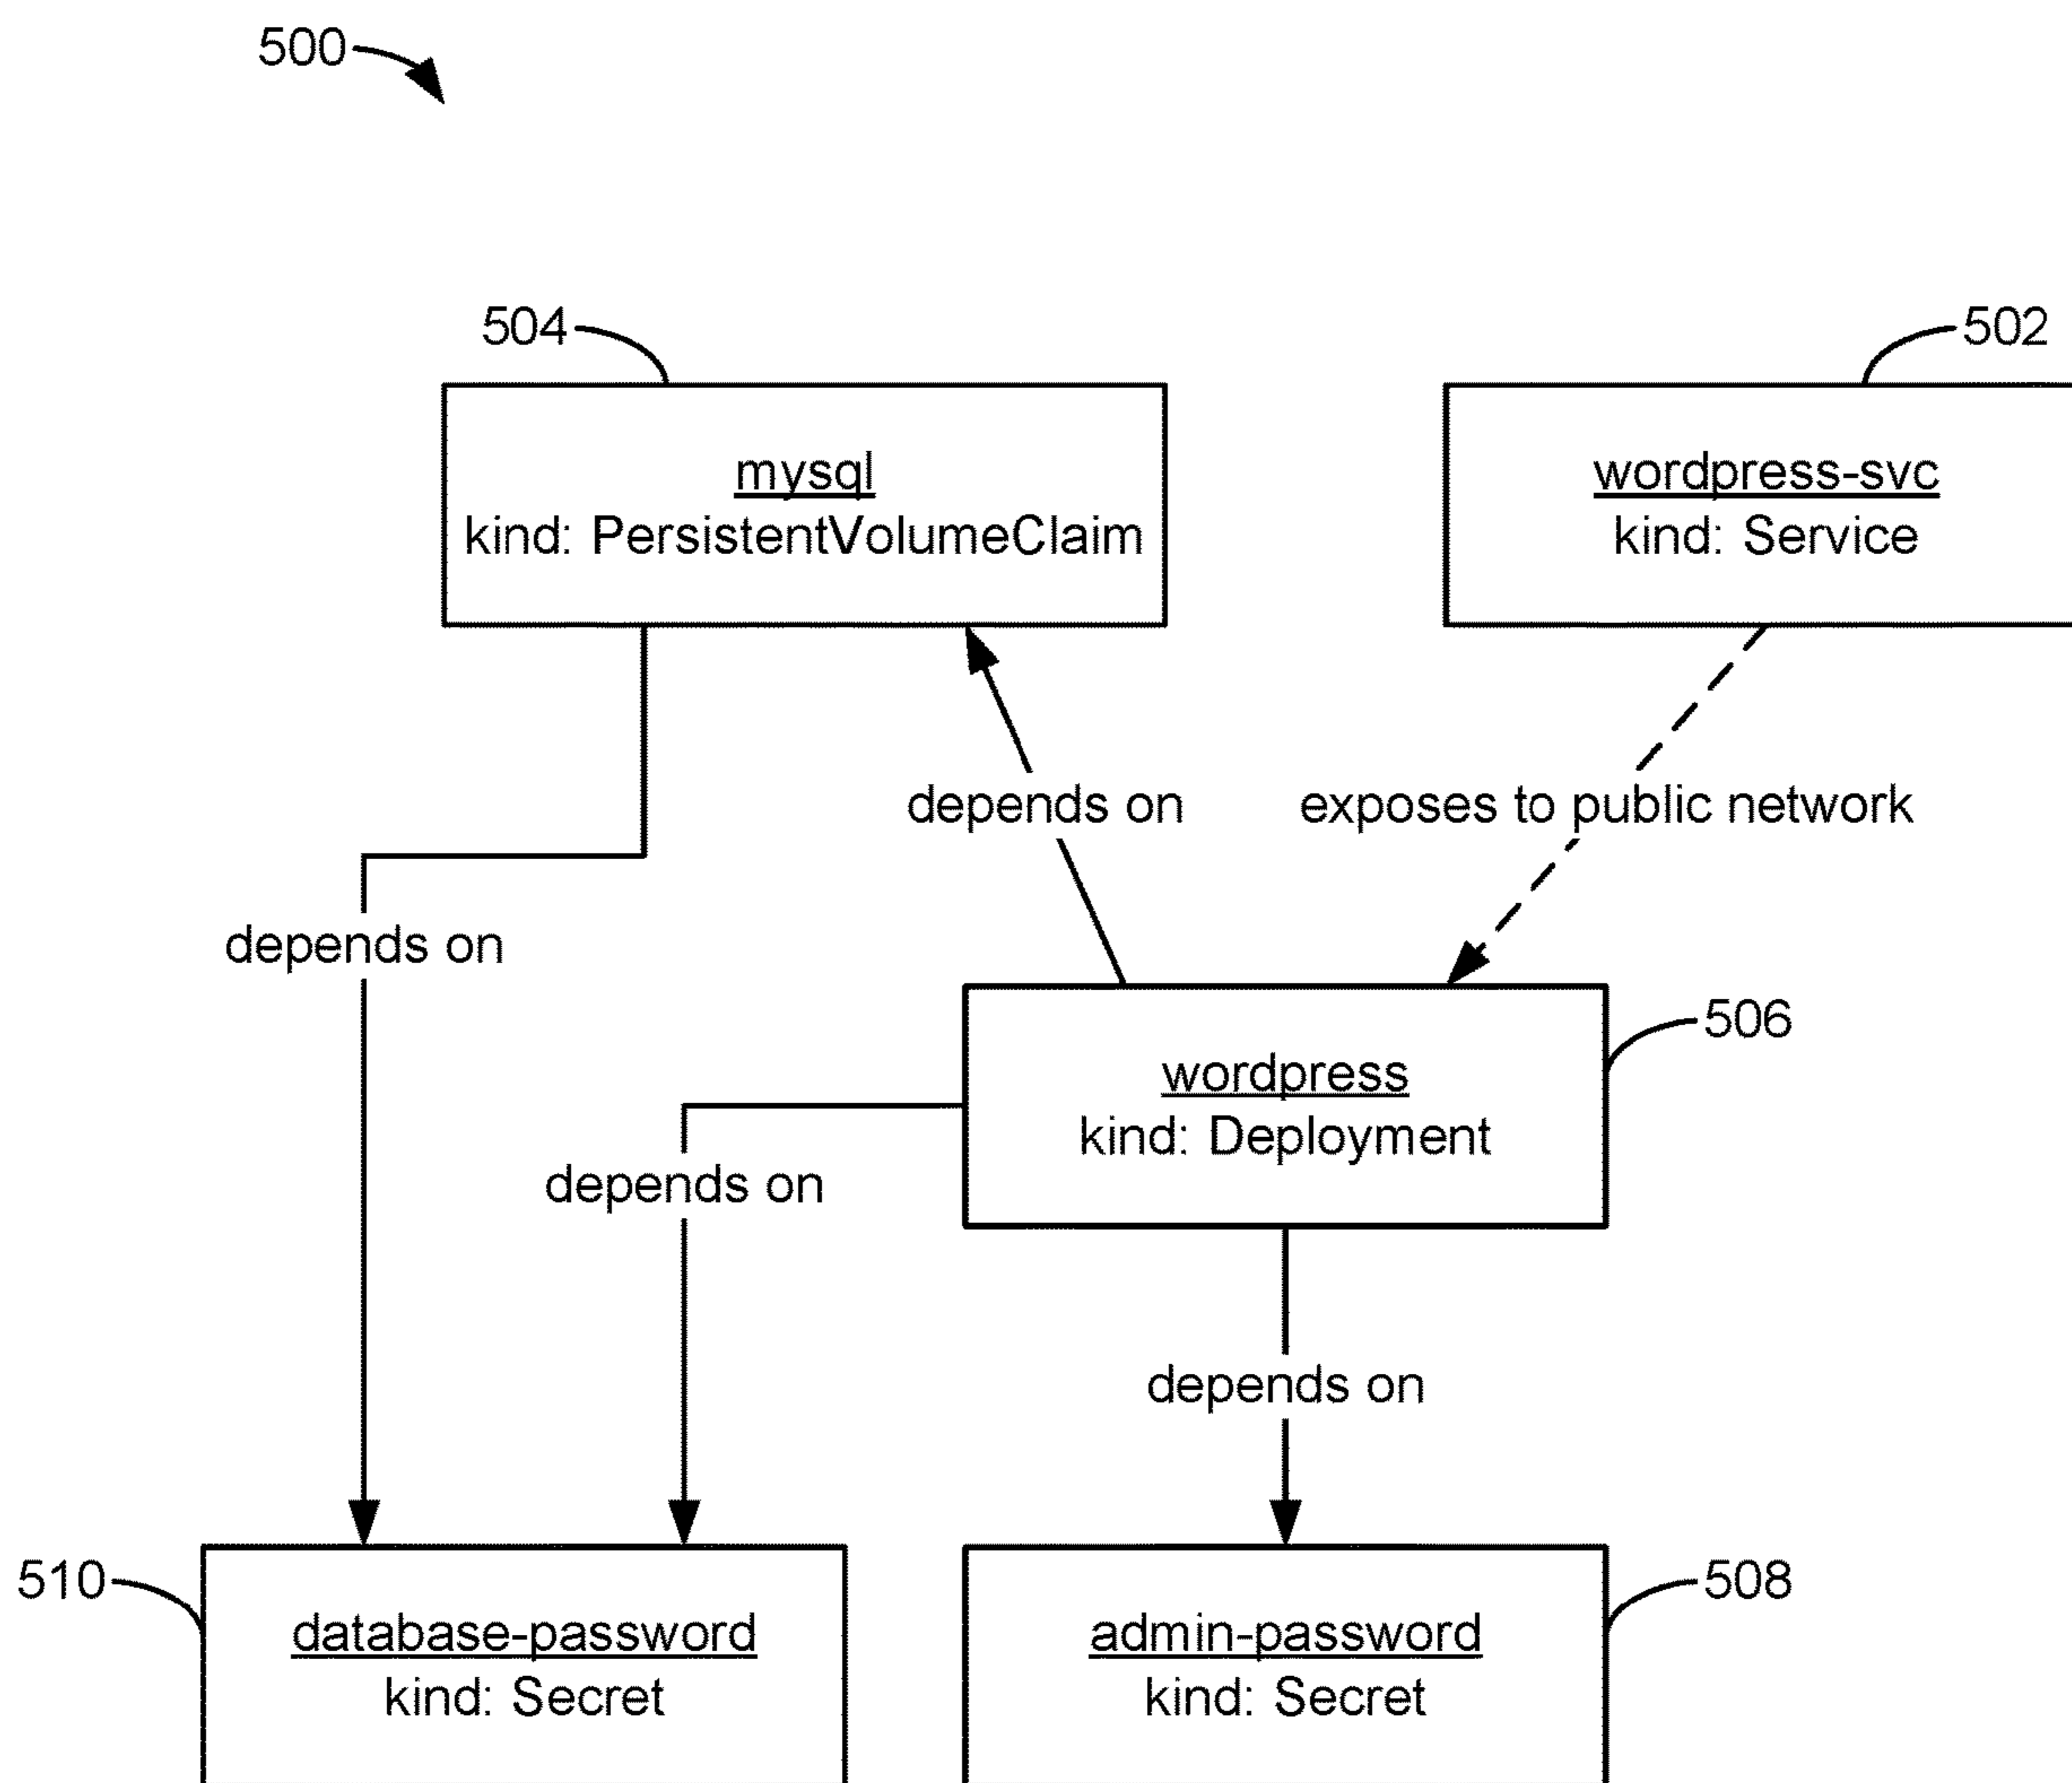 500
504
502
mysql
kind: PersistentVolumeClaim
wordpress-svc
kind: Service
depends on
exposes to public network
depends on
506
wordpress
kind: Deployment
depends on
depends on
510
508
database-password
kind: Secret
admin-password
kind: Secret